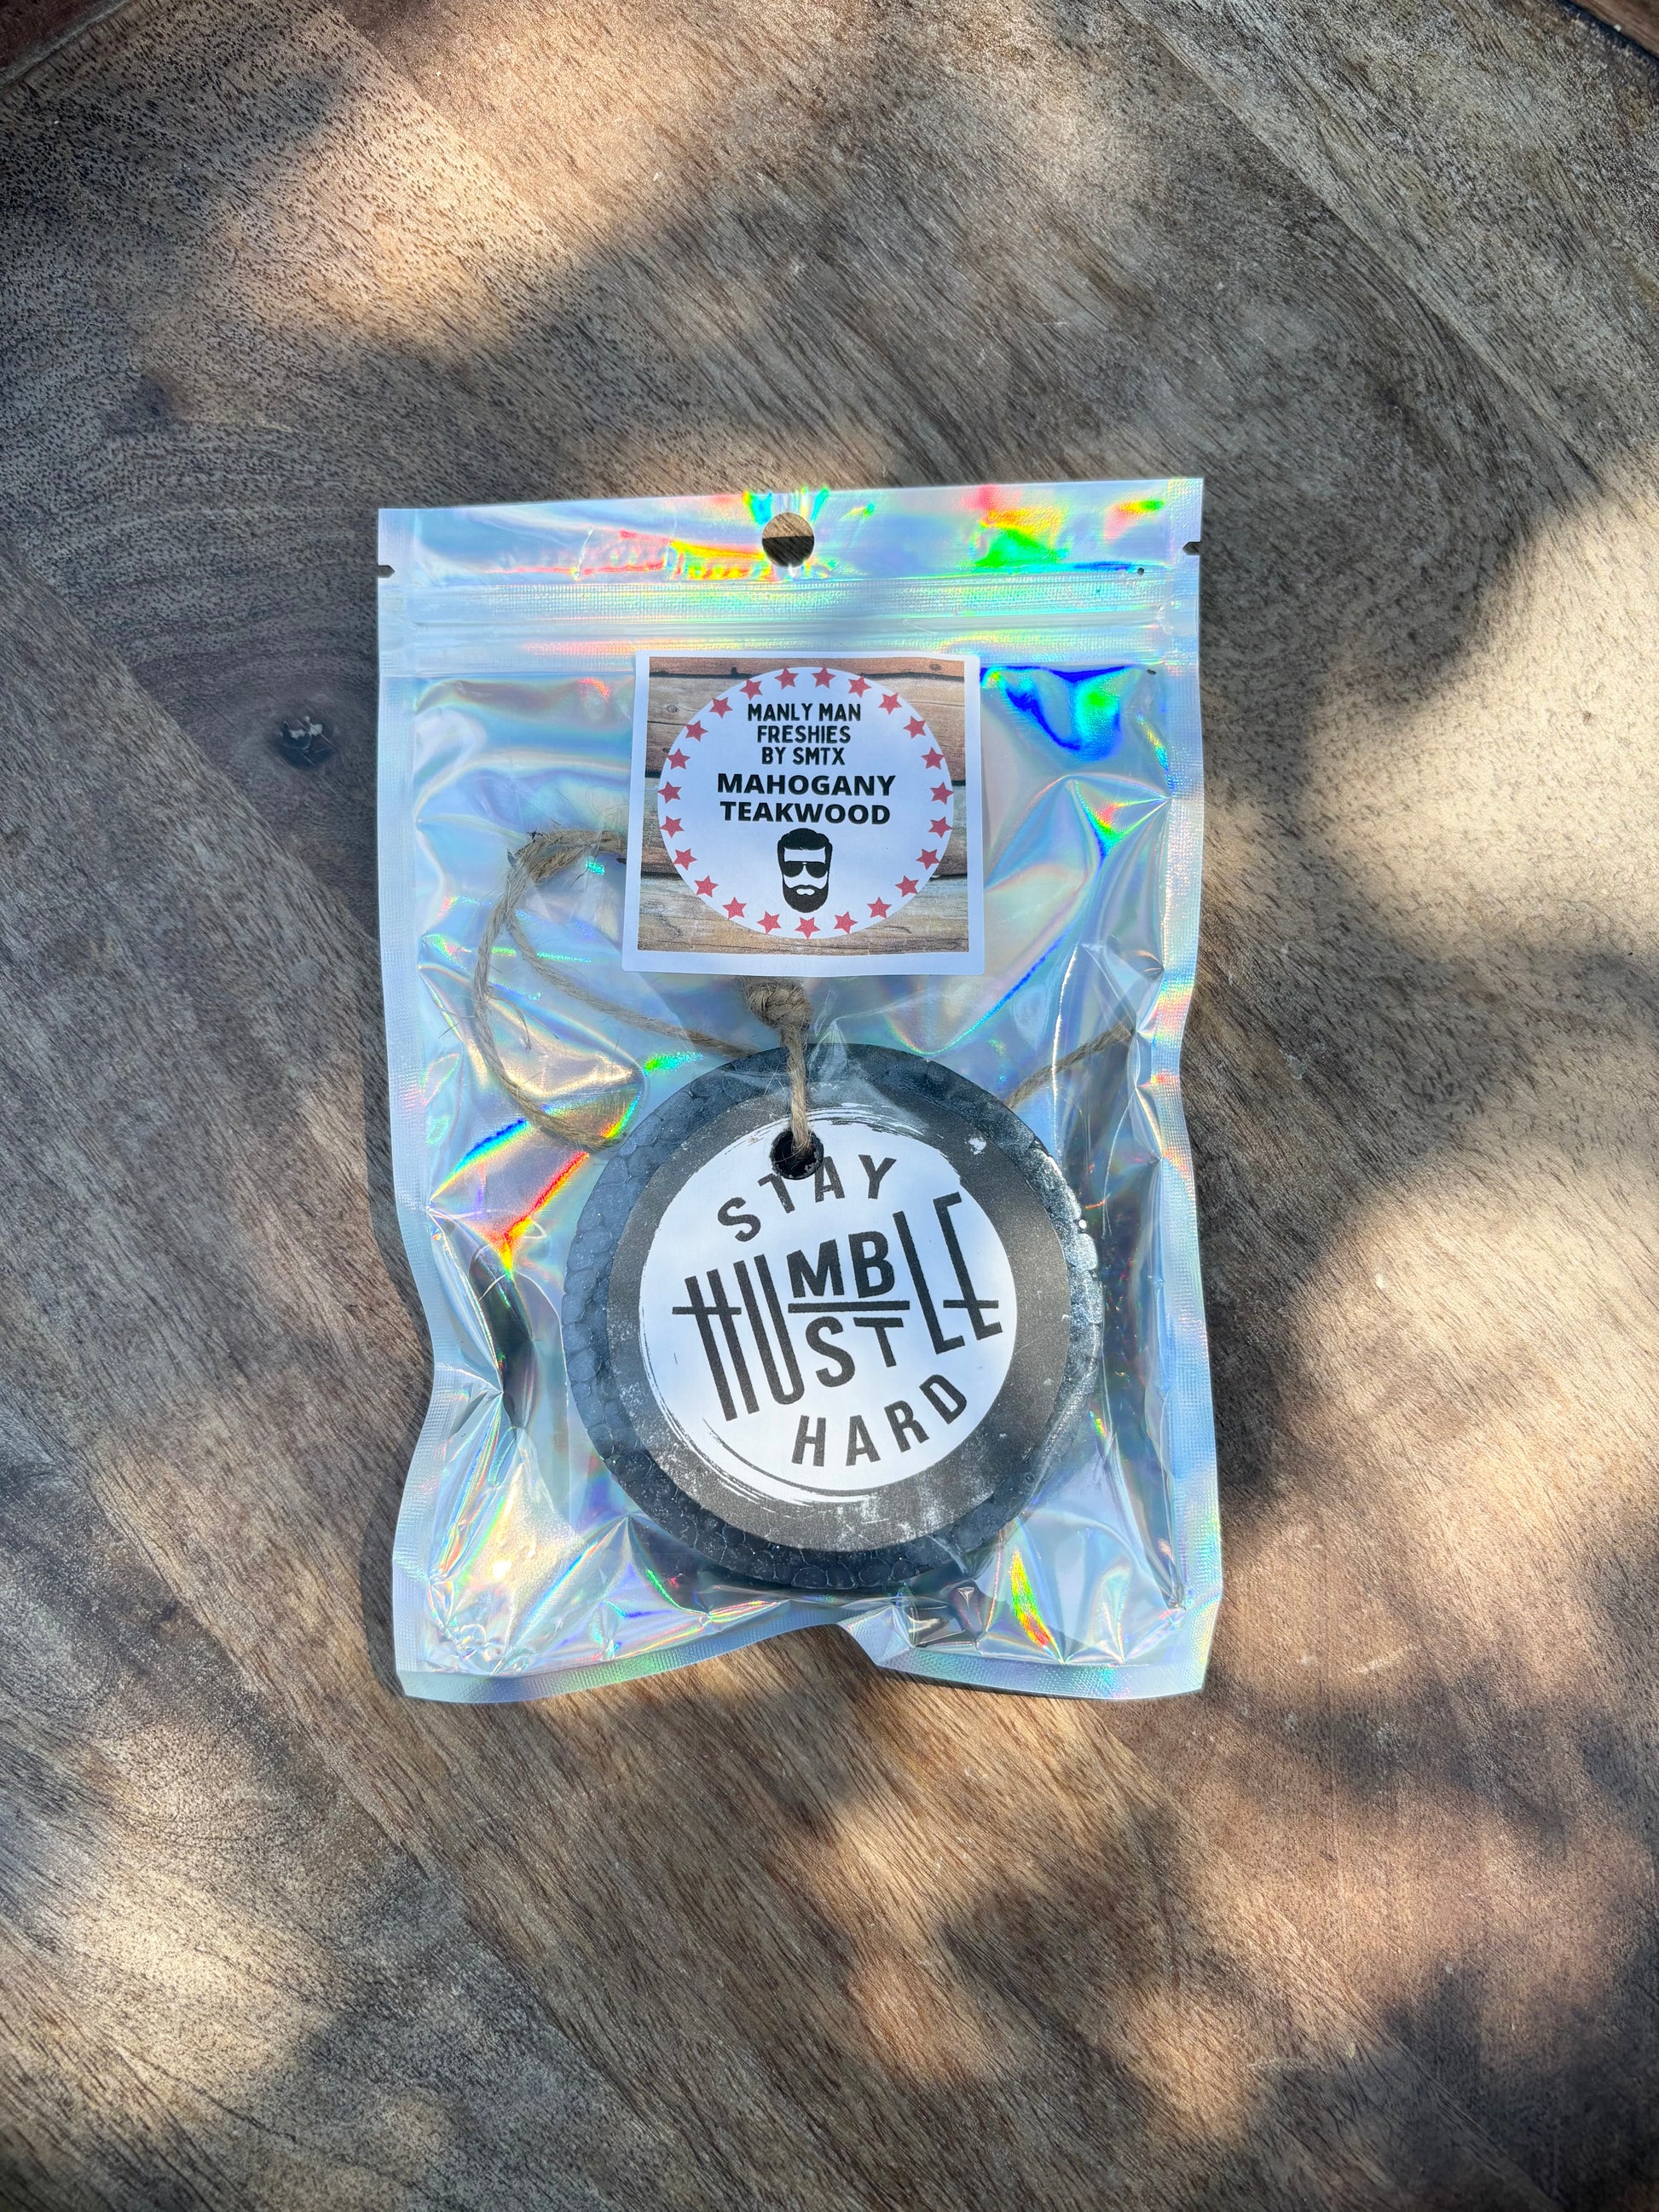 MANLY MAN
FRESHIES
BY SMTX
MAHOGANY
TEAKWOOD
STAY
HUMBLE
HUSTLE
HARD